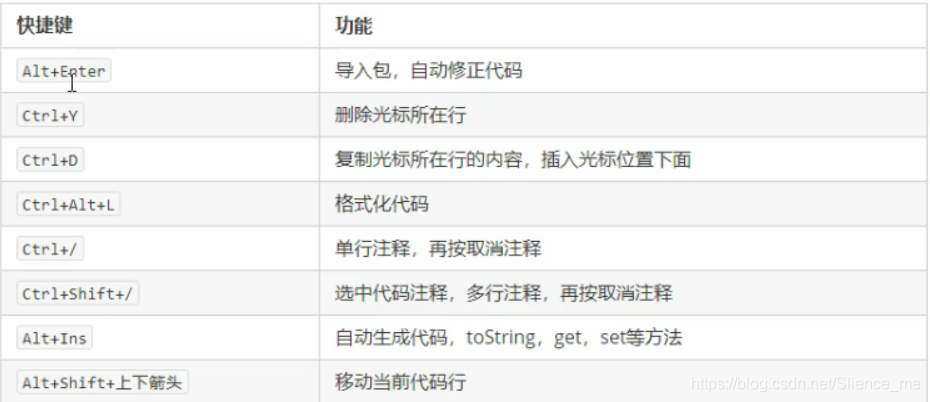 快捷键 功能
Alt+Enter 导入包，自动修正代码
Ctrl+Y 删除光标所在行
Ctrl+D 复制光标所在行的内容，插入光标位置下面
Ctrl+Alt+L 格式化代码
Ctrl+/ 单行注释，再按取消注释
Ctrl+Shift+/ 选中代码注释，多行注释，再按取消注释
Alt+Ins 自动生成代码，toString，get，set等方法
Alt+Shift+上下箭头 移动当前代码行
https://blog.csdn.net/SIience_me